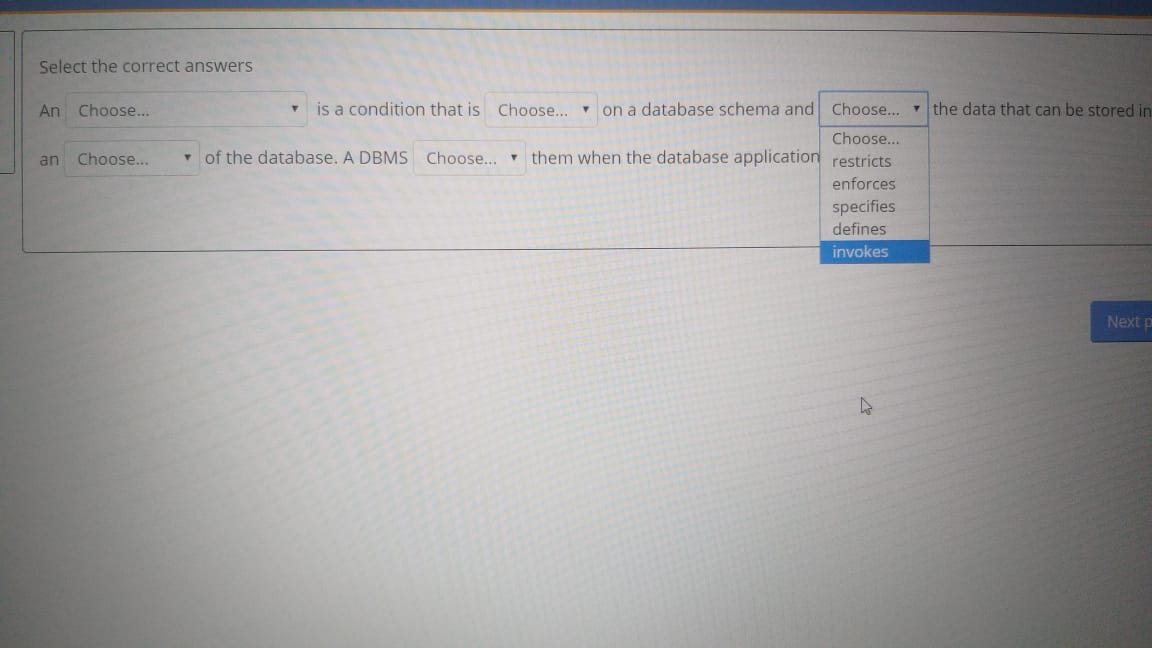 Select the correct answers
An Choose... is a condition that is Choose... on a database schema and Choose... the data that can be stored in
an Choose... of the database. A DBMS Choose... them when the database application
Choose...
restricts
enforces
specifies
defines
invokes
Next p